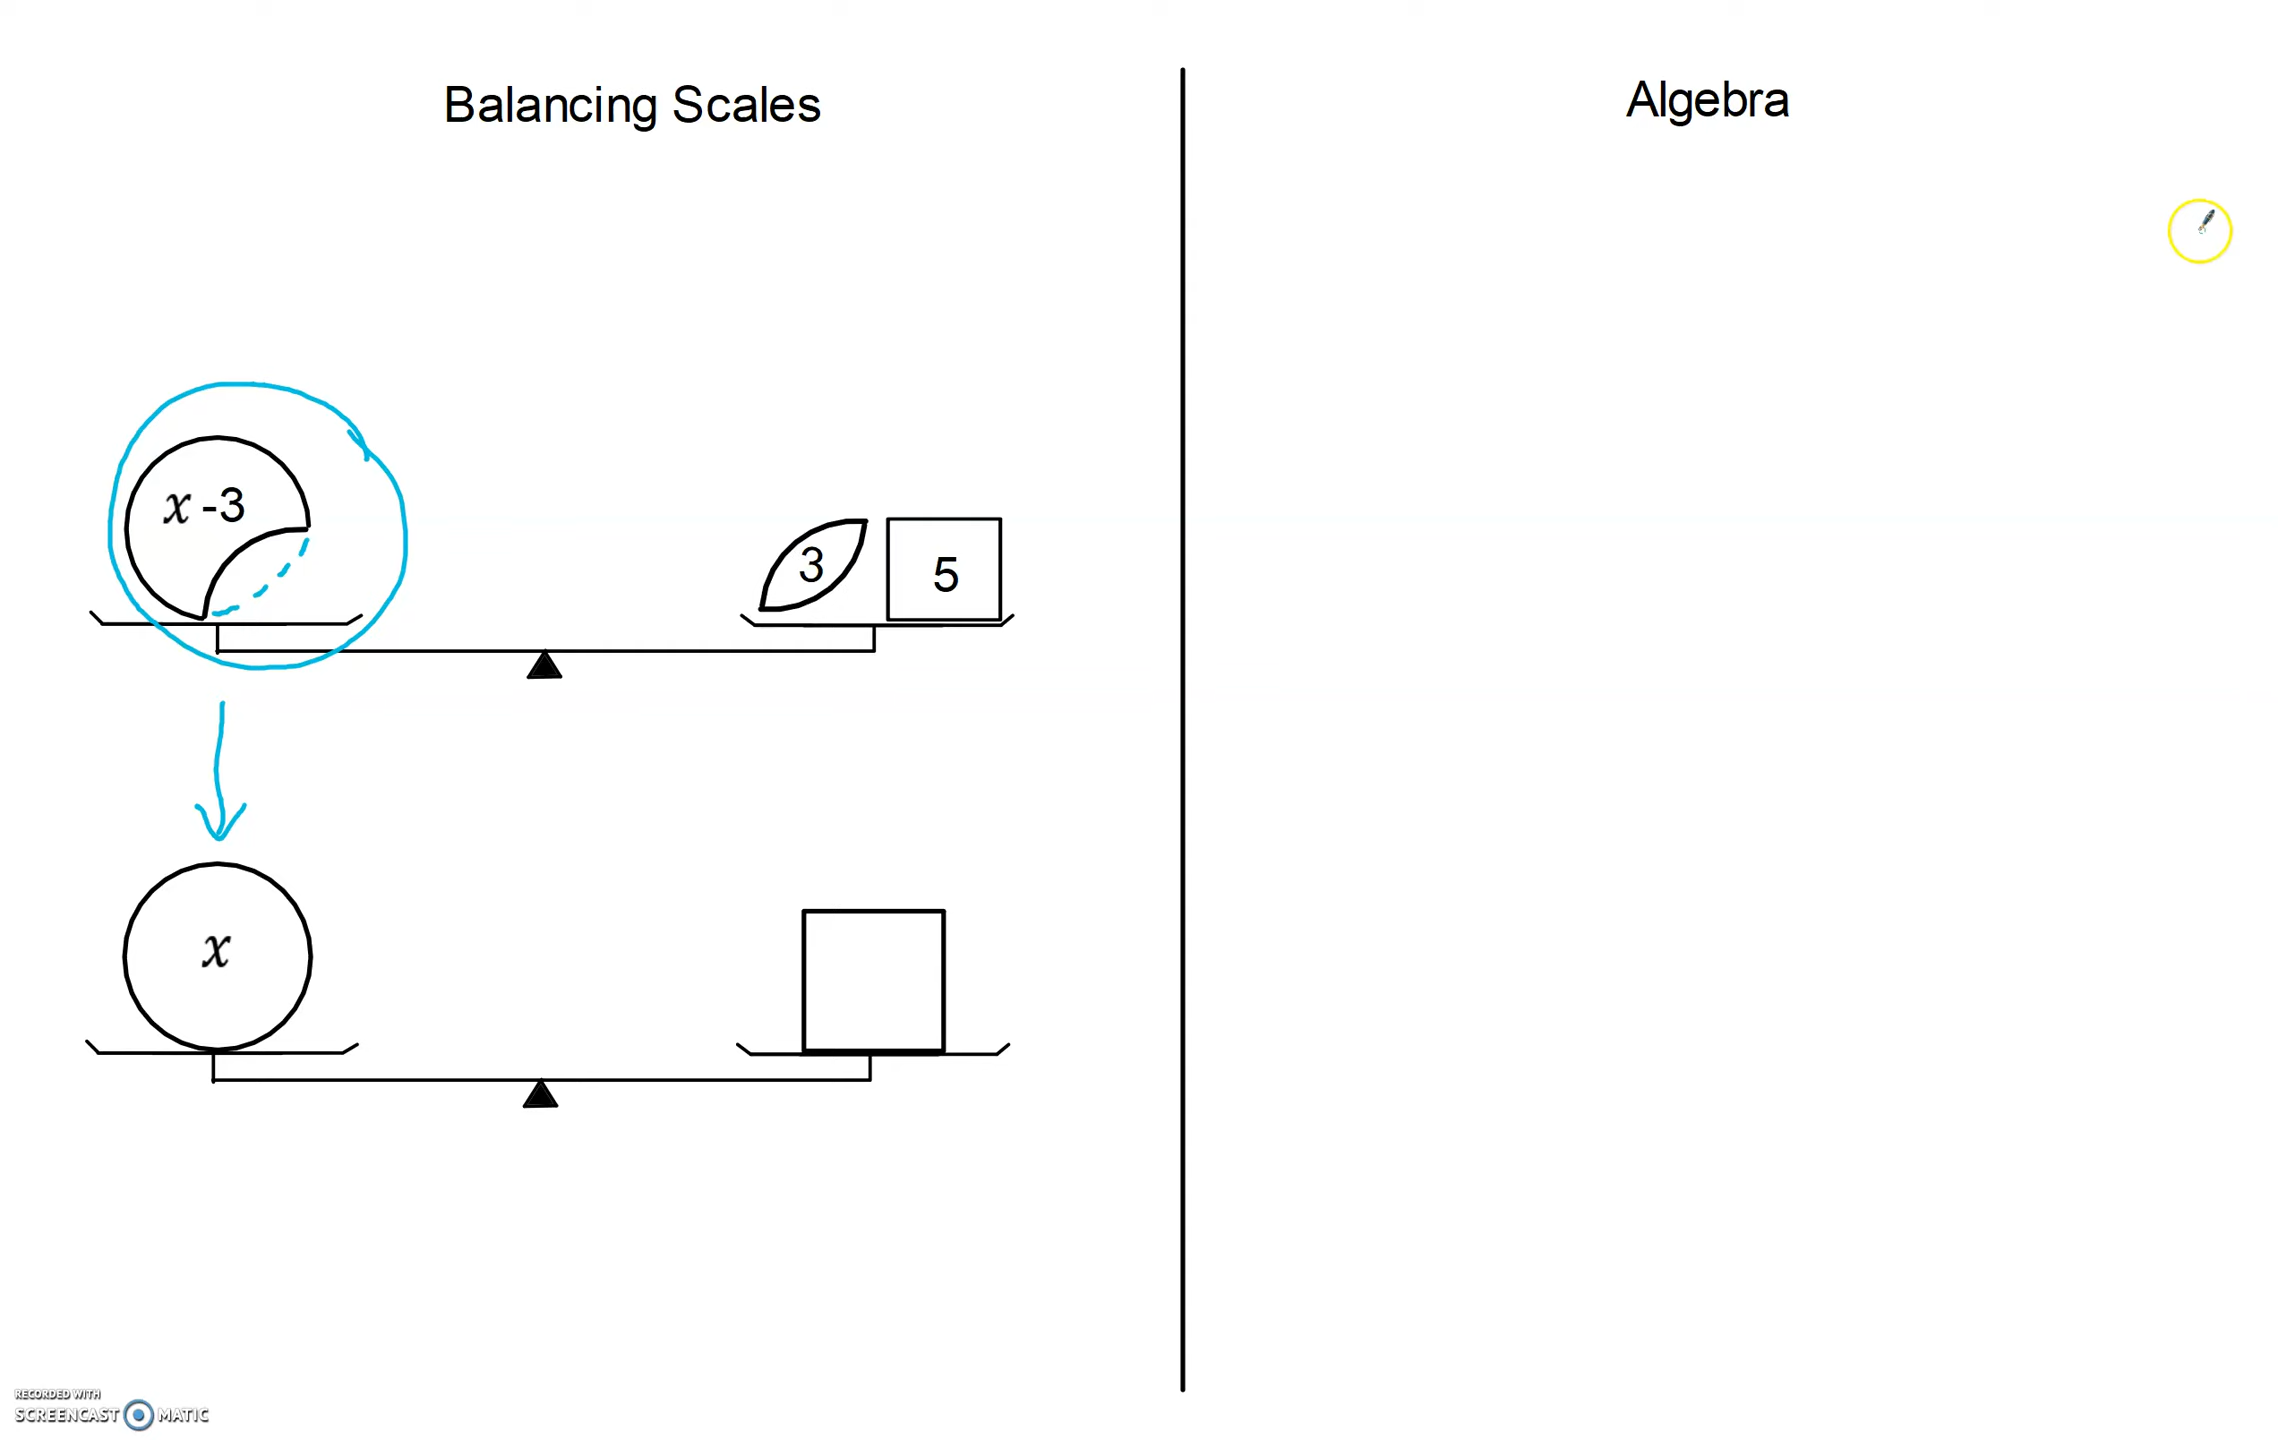 Balancing Scales
Algebra
x -3
3
5
x
RECORDED WITH
SCREENCAST MATIC